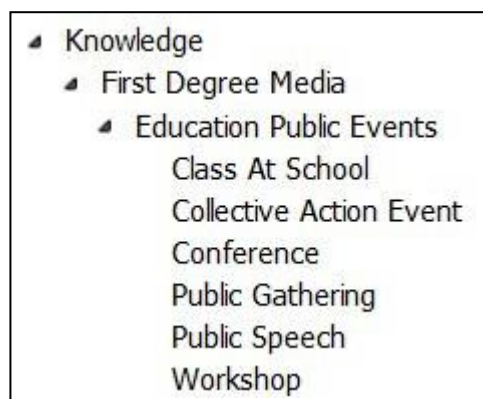 Knowledge
First Degree Media
Education Public Events
Class At School
Collective Action Event
Conference
Public Gathering
Public Speech
Workshop